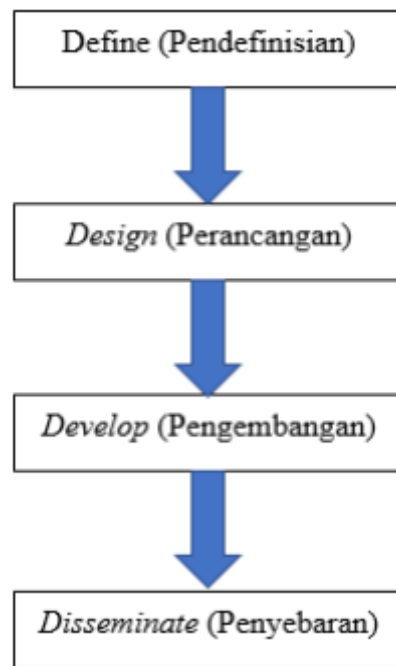 Define (Pendefinisian)
Design (Perancangan)
Develop (Pengembangan)
Disseminate (Penyebaran)